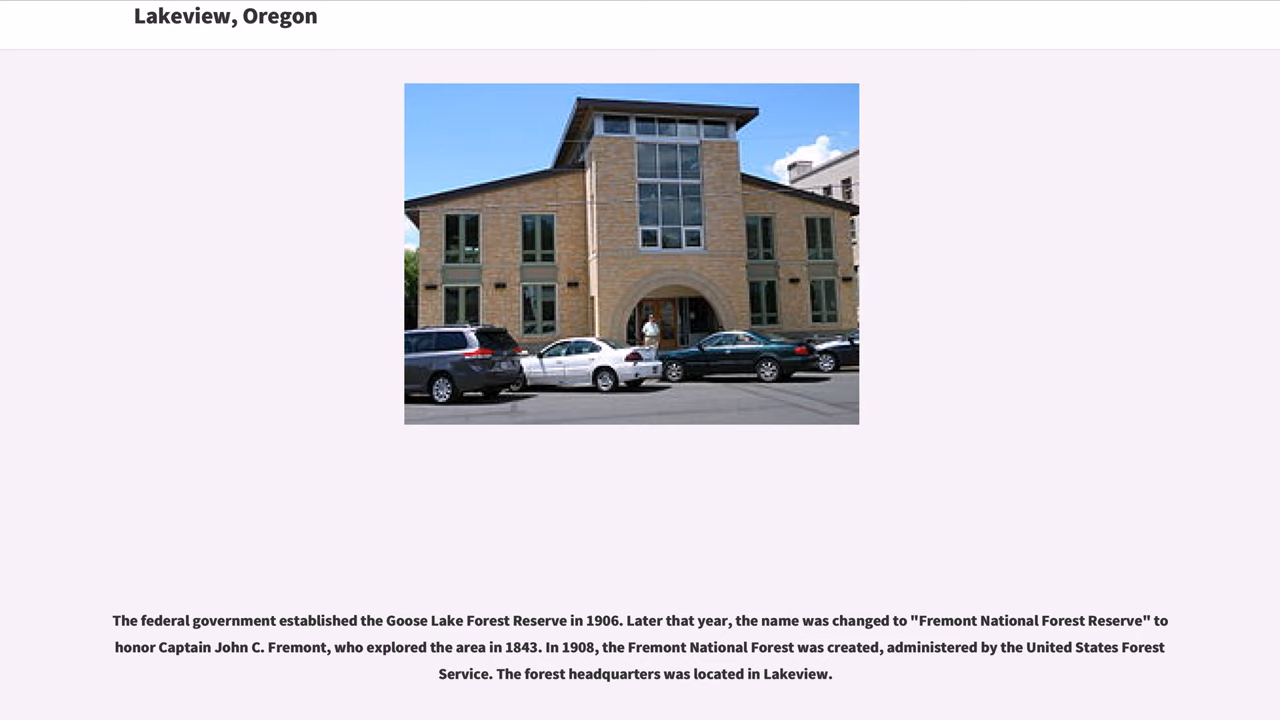 Lakeview, Oregon
The federal government established the Goose Lake Forest Reserve in 1906. Later that year, the name was changed to "Fremont National Forest Reserve" to
honor Captain John C. Fremont, who explored the area in 1843. In 1908, the Fremont National Forest was created, administered by the United States Forest
Service. The forest headquarters was located in Lakeview.